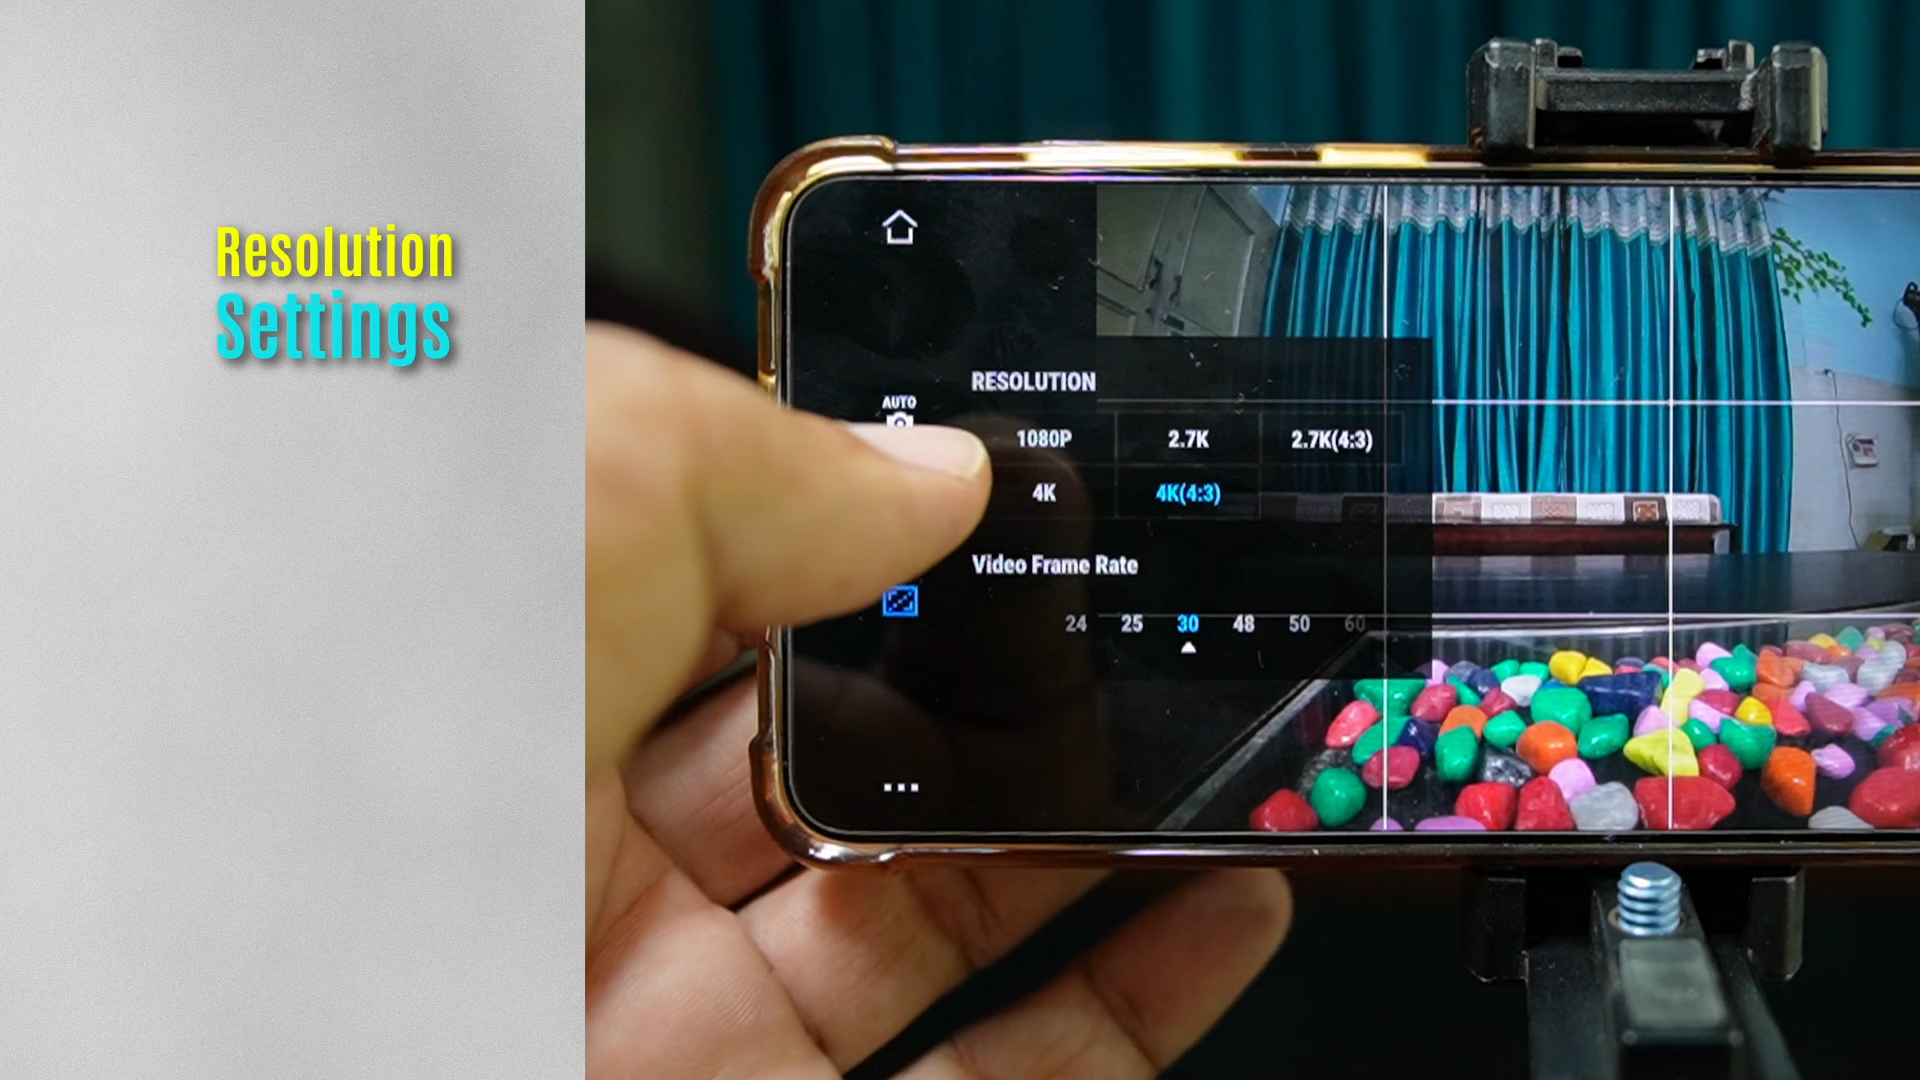 Resolution
Settings
AUTO
RESOLUTION
1080P 2.7K 2.7K(4:3)
4K 4K(4:3)
Video Frame Rate
24 25 30 48 50 60